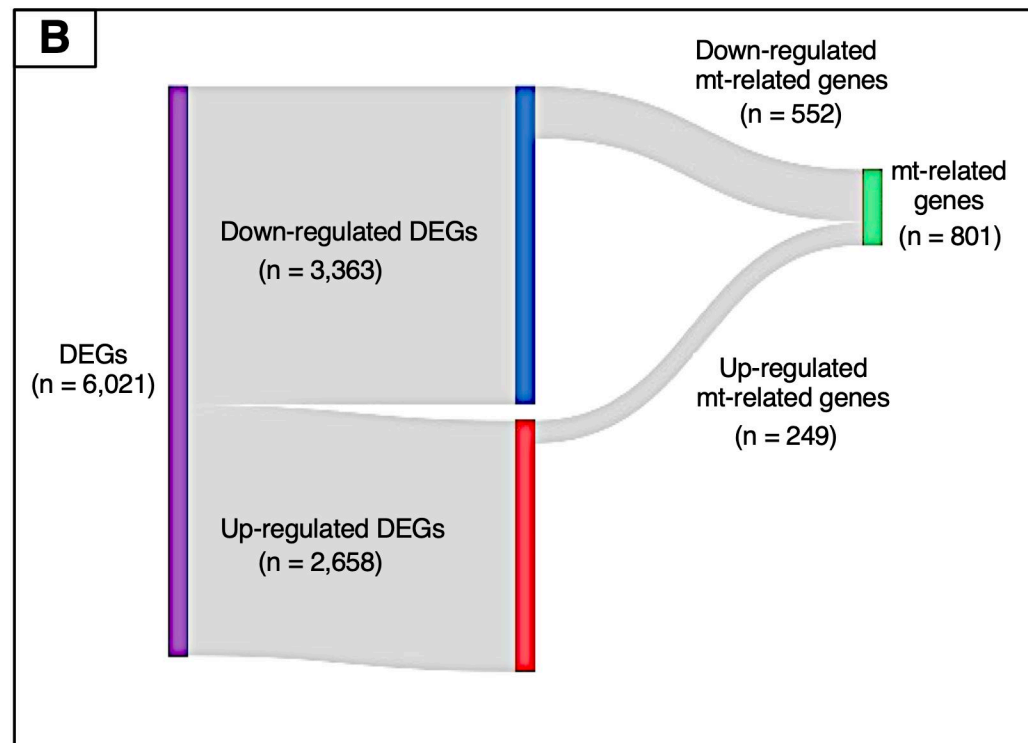 B
Down-regulated
mt-related genes
(n = 552)
mt-related
genes
(n = 801)
Down-regulated DEGs
(n = 3,363)
DEGs
(n = 6,021)
Up-regulated
mt-related genes
(n = 249)
Up-regulated DEGs
(n = 2,658)